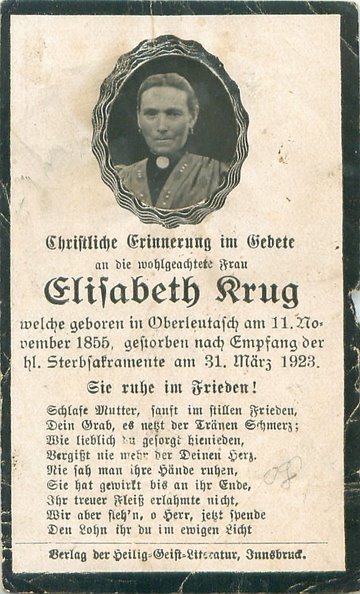 Christliche Erinnerung im Gebete
an die wohlgeachtete Frau
Elisabeth Krug
welche geboren in Oberleutasch am 11. No-
vember 1855, gestorben nach Empfang der
hl. Sterbsakramente am 31. März 1923.
Sie ruhe im Frieden!
Schlafe Mutter, sanft im stillen Frieden,
Dein Grab, es netzt der Tränen Schmerz;
Wie lieblich du gesorgt hienieden,
Vergißt nie mehr der Deinen Herz.
Nie sah man ihre Hände ruhen,
Sie hat gewirkt bis an ihr Ende,
Ihr treuer Fleiß erlahmte nicht,
Wir aber fleh'n, o Herr, jetzt spende
Den Lohn ihr du im ewigen Licht
Verlag der Heilig-Geist-Literatur, Innsbruck.